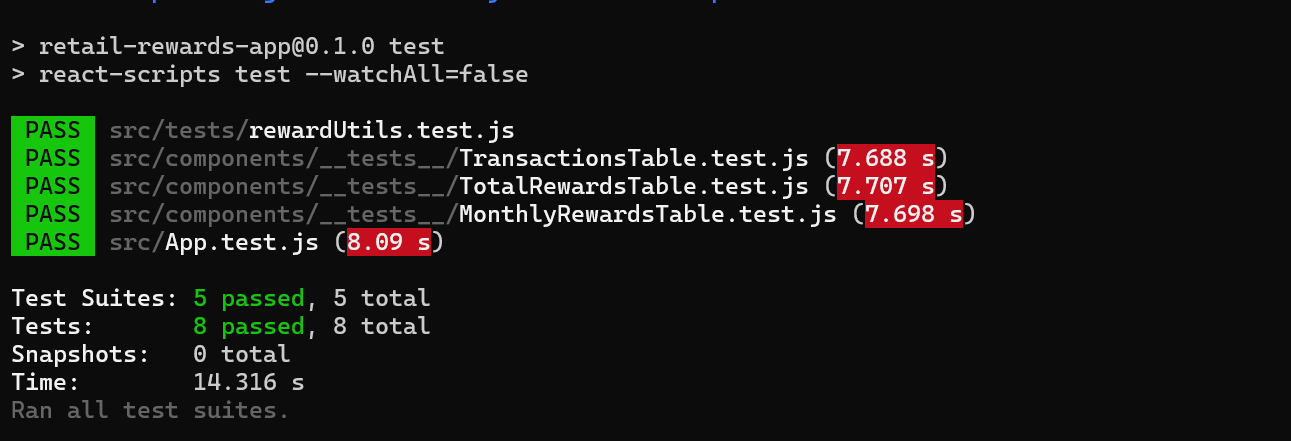 > retail-rewards-app@0.1.0 test
> react-scripts test --watchAll=false
PASS src/tests/rewardUtils.test.js
PASS src/components/__tests__/TransactionsTable.test.js (7.688 s)
PASS src/components/__tests__/TotalRewardsTable.test.js (7.707 s)
PASS src/components/__tests__/MonthlyRewardsTable.test.js (7.698 s)
PASS src/App.test.js (8.09 s)
Test Suites: 5 passed, 5 total
Tests: 8 passed, 8 total
Snapshots: 0 total
Time: 14.316 s
Ran all test suites.